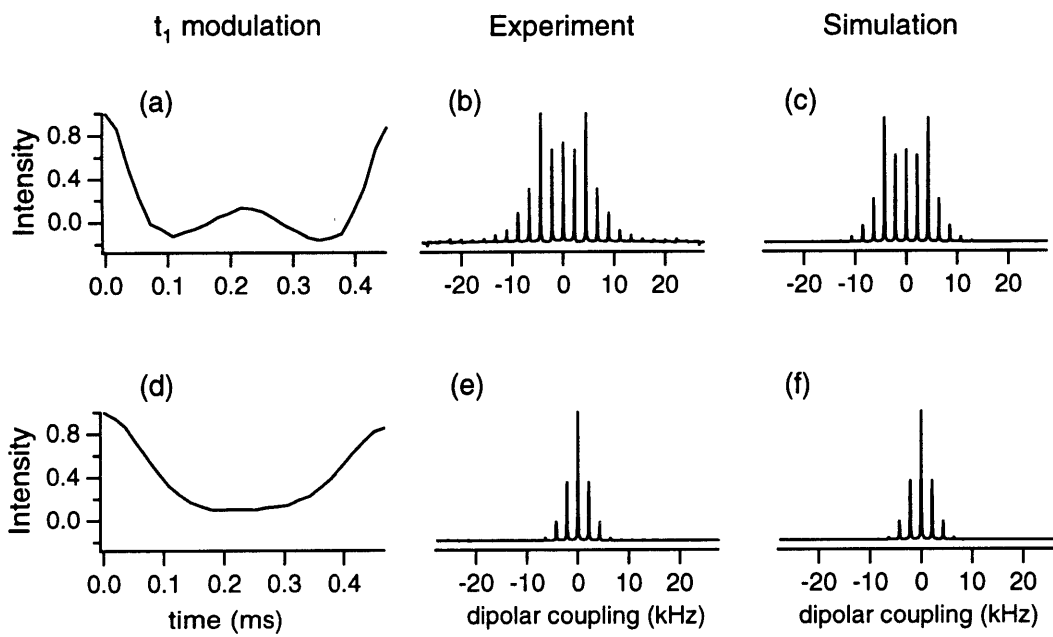 t₁ modulation Experiment Simulation
(a) (b) (c)
Intensity
0.8
0.4
0.0
0.0 0.1 0.2 0.3 0.4
-20 -10 0 10 20
-20 -10 0 10 20
(d) (e) (f)
Intensity
0.8
0.4
0.0
0.0 0.1 0.2 0.3 0.4
-20 -10 0 10 20
-20 -10 0 10 20
time (ms) dipolar coupling (kHz) dipolar coupling (kHz)